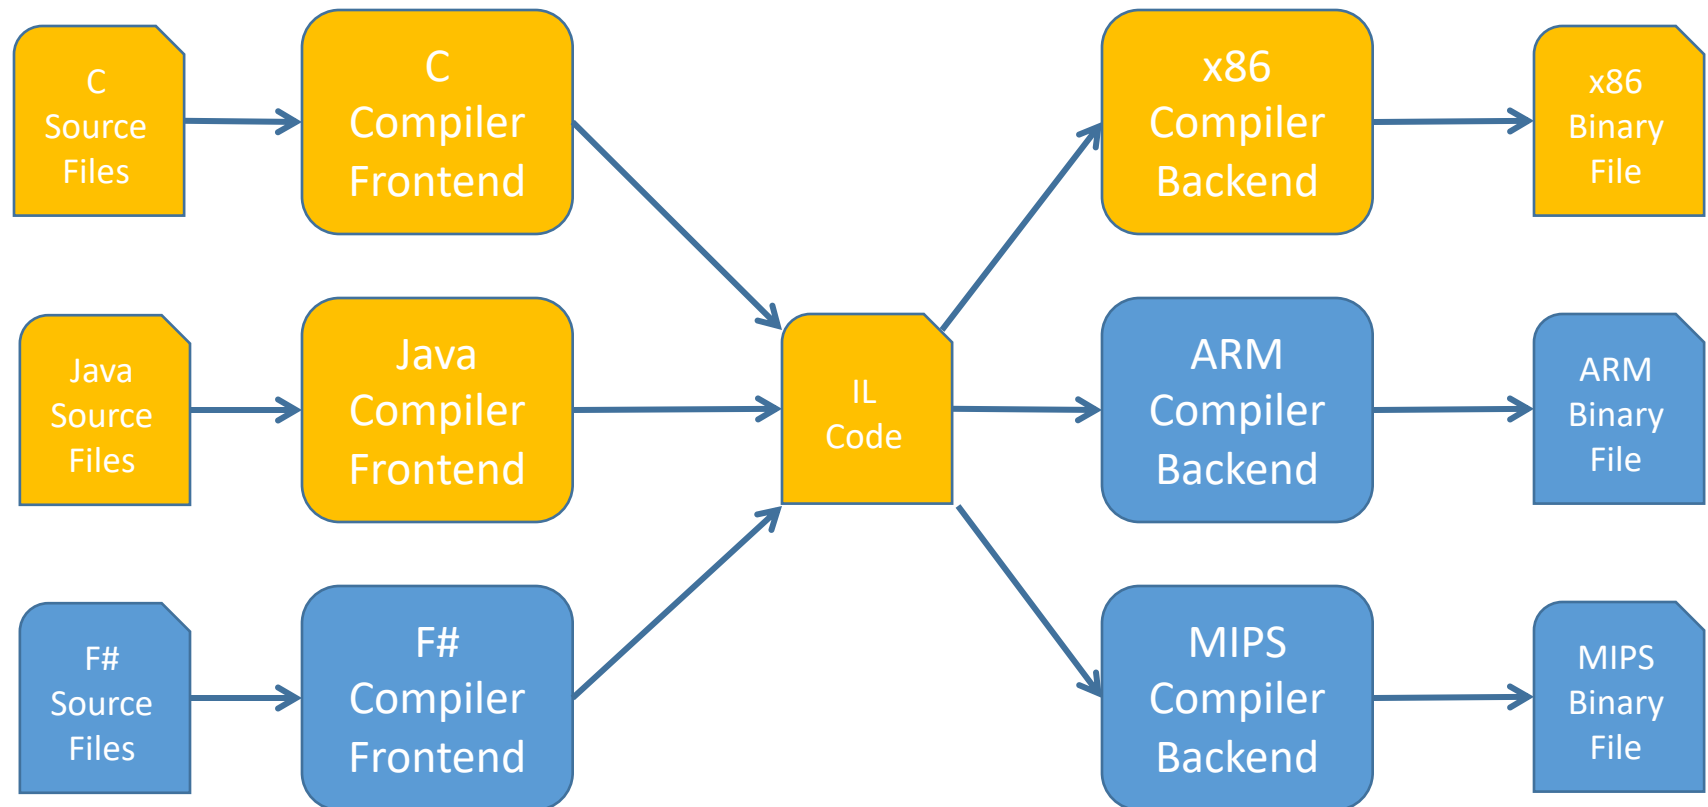 C
Source
Files
C
Compiler
Frontend
x86
Compiler
Backend
x86
Binary
File
Java
Source
Files
Java
Compiler
Frontend
IL
Code
ARM
Compiler
Backend
ARM
Binary
File
F#
Source
Files
F#
Compiler
Frontend
MIPS
Compiler
Backend
MIPS
Binary
File